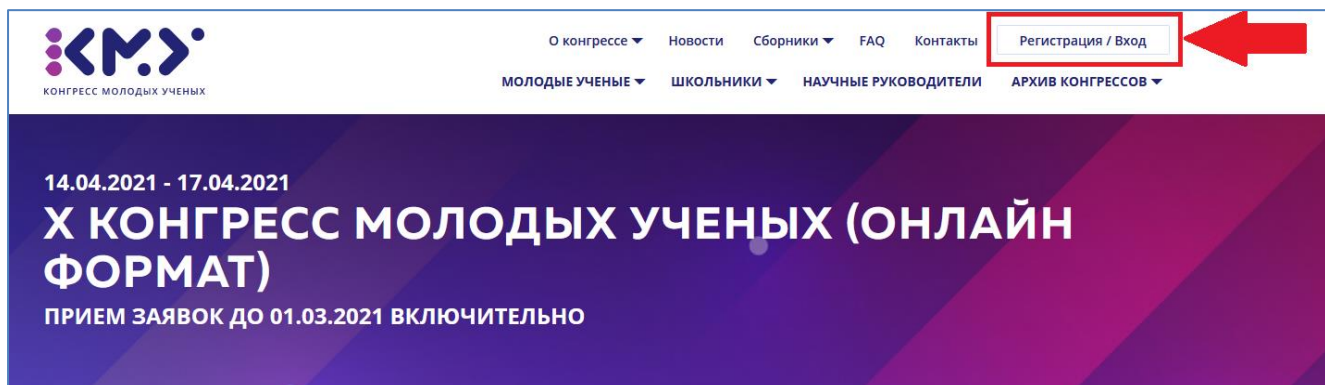 КМУ
КОНГРЕСС МОЛОДЫХ УЧЕНЫХ
О конгрессе Новости Сборники FAQ Контакты Регистрация / Вход
МОЛОДЫЕ УЧЕНЫЕ ШКОЛЬНИКИ НАУЧНЫЕ РУКОВОДИТЕЛИ АРХИВ КОНГРЕССОВ
14.04.2021 - 17.04.2021
X КОНГРЕСС МОЛОДЫХ УЧЕНЫХ (ОНЛАЙН
ФОРМАТ)
ПРИЕМ ЗАЯВОК ДО 01.03.2021 ВКЛЮЧИТЕЛЬНО